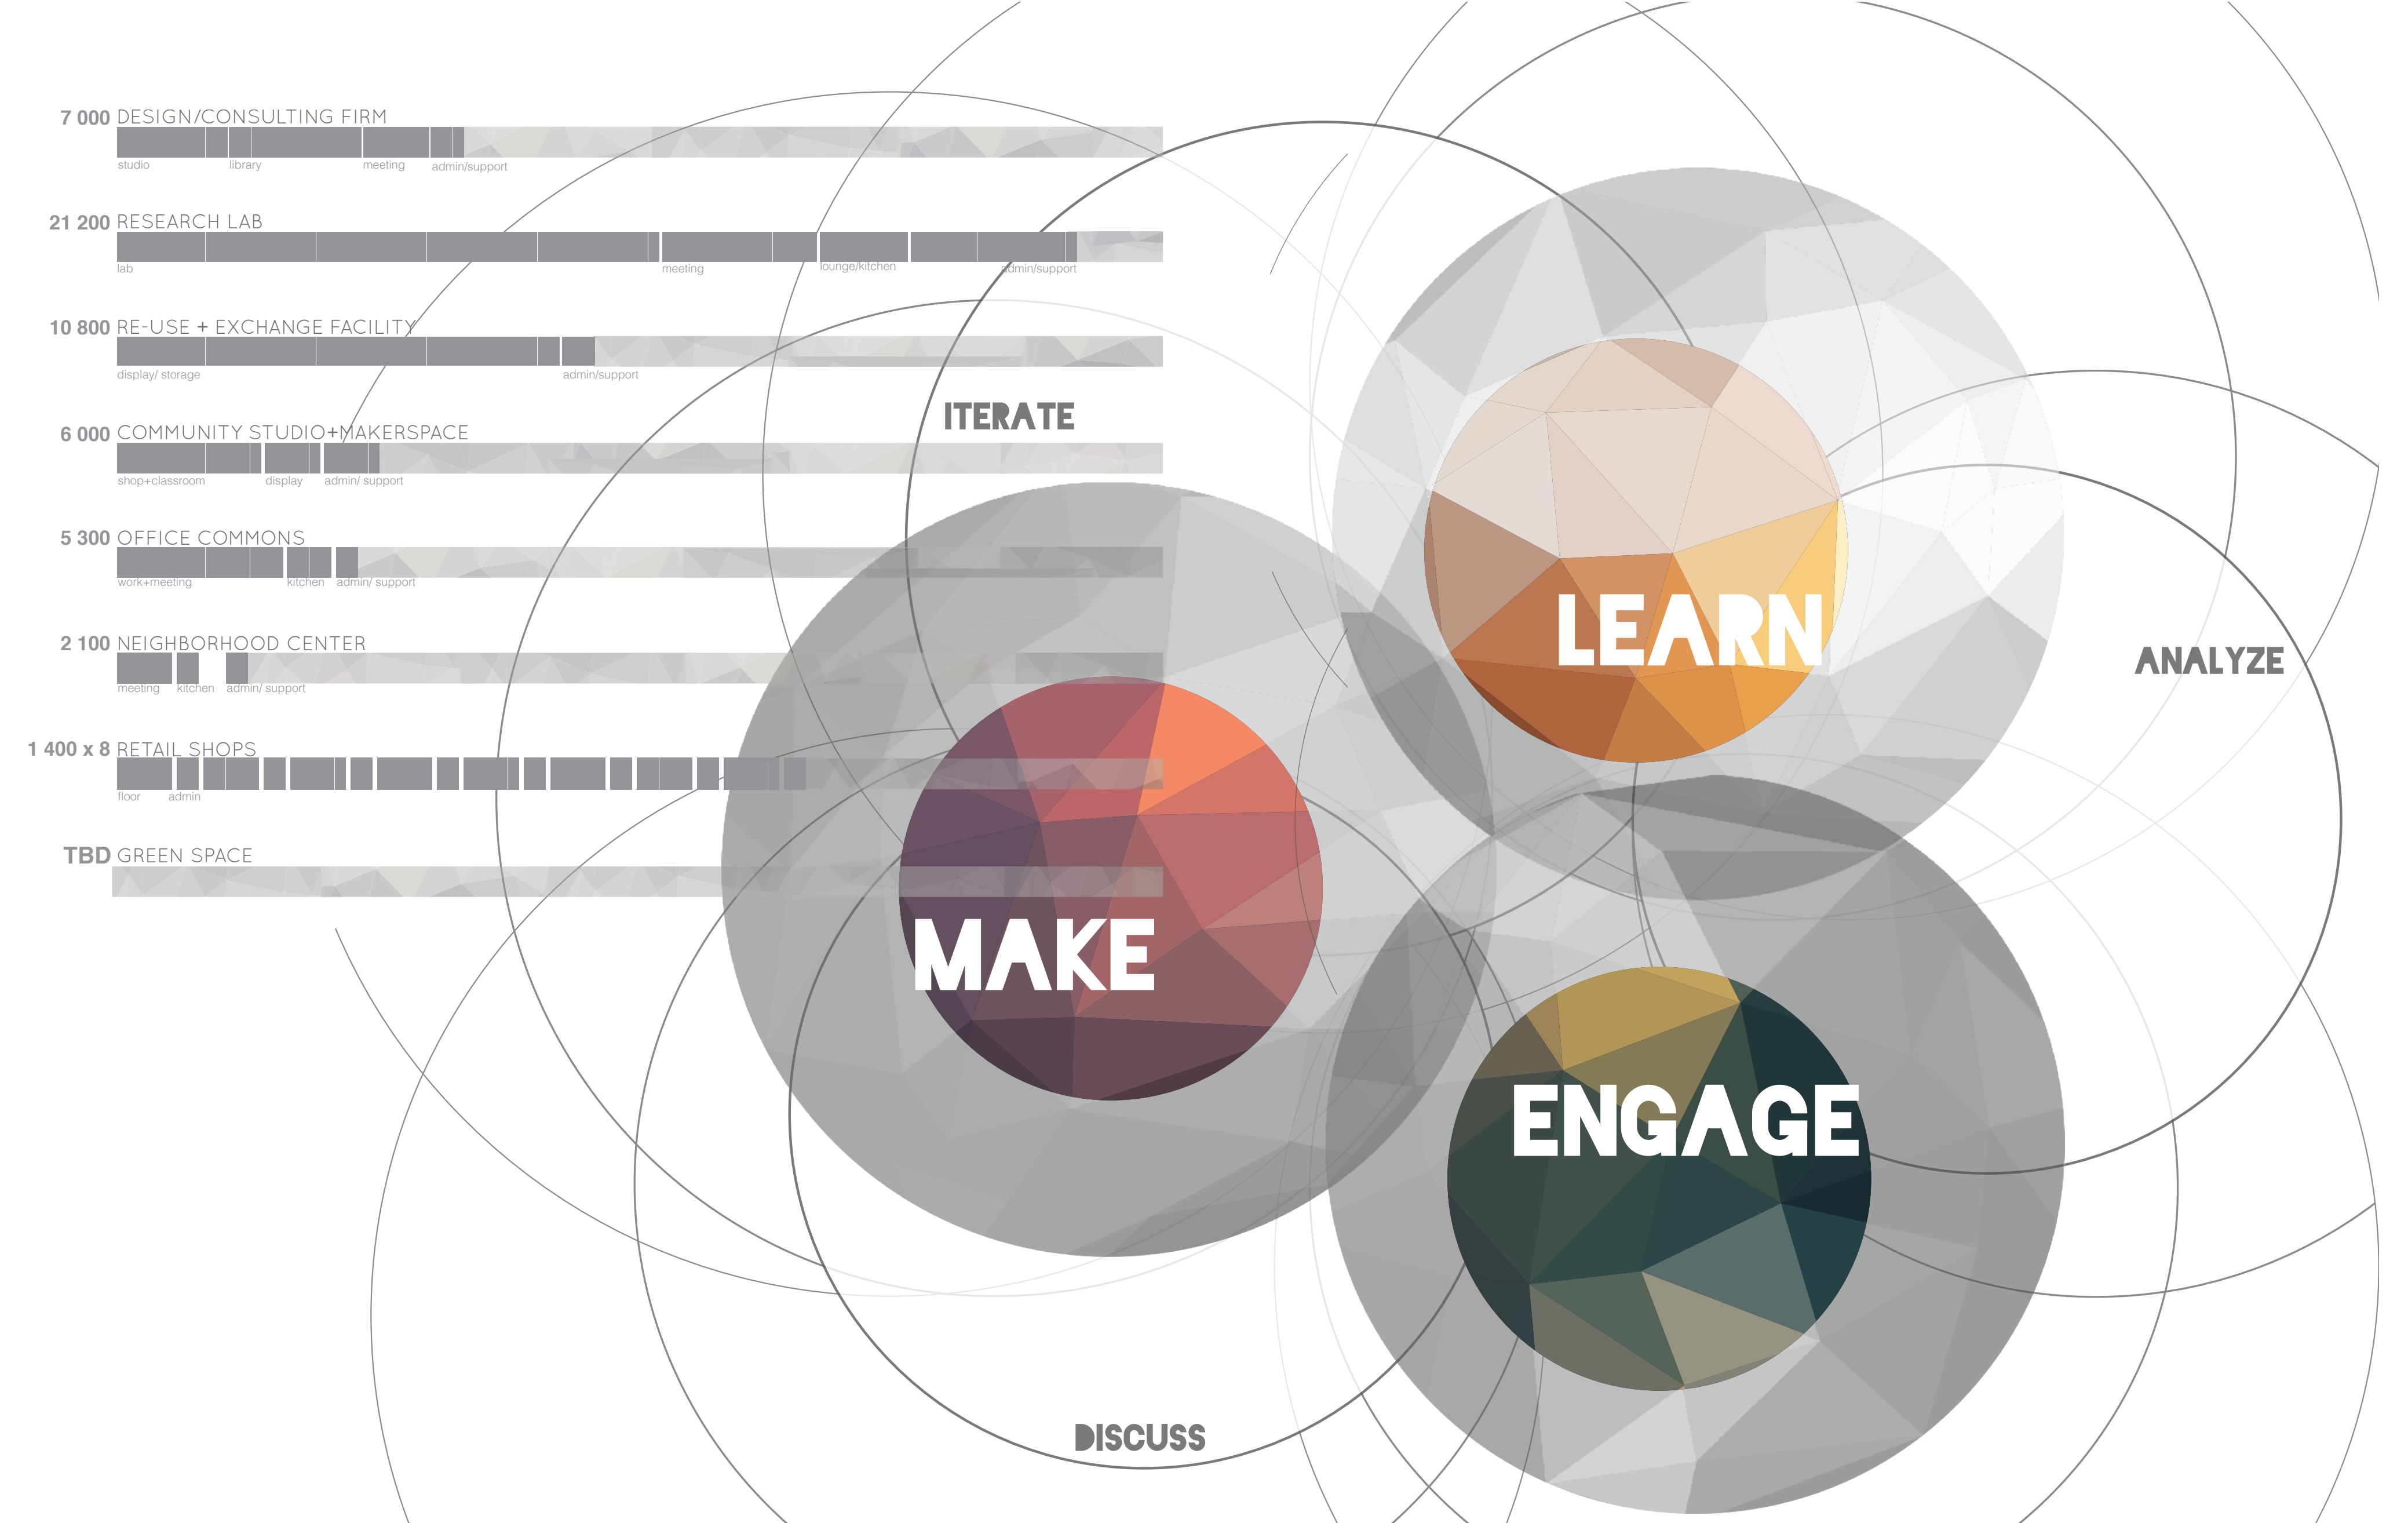 7 000 DESIGN/CONSULTING FIRM
studio library meeting admin/support
21 200 RESEARCH LAB
lab meeting lounge/kitchen admin/support
10 800 RE-USE + EXCHANGE FACILITY
display/ storage admin/support
6 000 COMMUNITY STUDIO+MAKERSPACE
shop+classroom display admin/ support
5 300 OFFICE COMMONS
work+meeting kitchen admin/ support
2 100 NEIGHBORHOOD CENTER
meeting kitchen admin/ support
1 400 x 8 RETAIL SHOPS
floor admin
TBD GREEN SPACE
ITERATE
LEARN
ANALYZE
MAKE
ENGAGE
DISCUSS